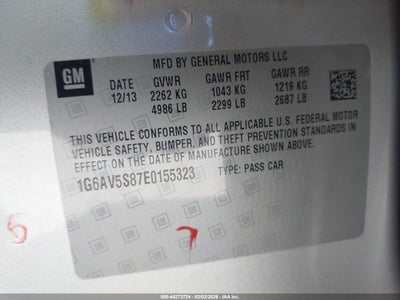 MFD BY GENERAL MOTORS LLC
GM
DATE GVWR GAWR FRT GAWR RR
12/13 2262 KG 1043 KG 1219 KG
4986 LB 2299 LB 2687 LB
THIS VEHICLE CONFORMS TO ALL APPLICABLE U.S. FEDERAL MOTOR
VEHICLE SAFETY, BUMPER, AND THEFT PREVENTION STANDARDS IN
EFFECT ON THE DATE OF MANUFACTURE SHOWN ABOVE.
1G6AV5S87E0155323 TYPE: PASS CAR
5
7
500-44273724 - 02/02/2026 - IAA Inc.